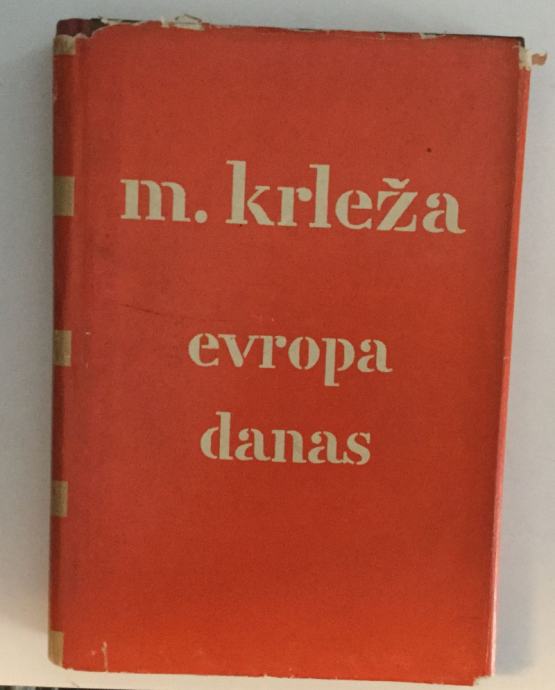 m. krleža
evropa
danas